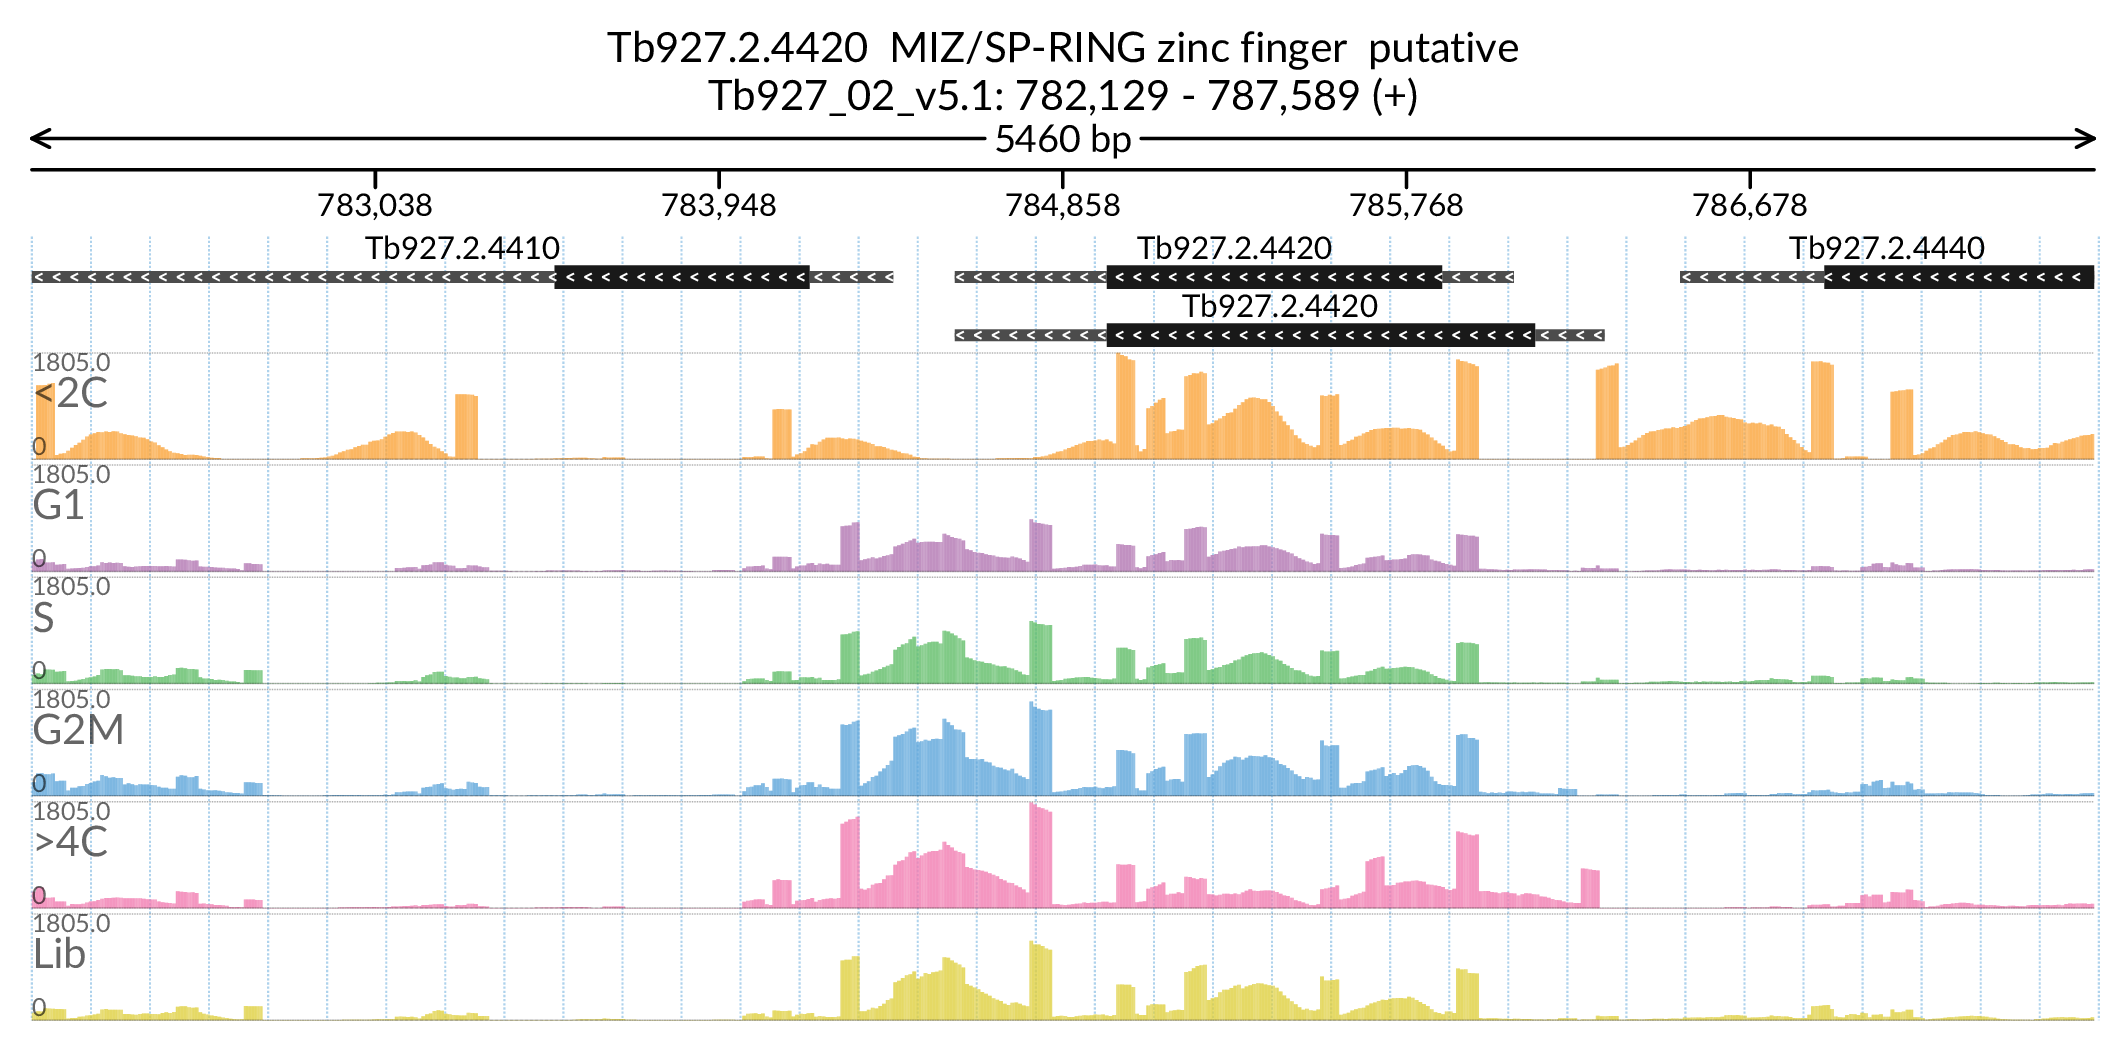 Tb927.2.4420  MIZ/SP-RING zinc finger  putative
Tb927_02_v5.1: 782,129 - 787,589 (+)
5460 bp
783,038 783,948 784,858 785,768 786,678
Tb927.2.4410 Tb927.2.4420 Tb927.2.4440
Tb927.2.4420
1805.0
<2C
0
1805.0
G1
0
1805.0
S
0
1805.0
G2M
0
1805.0
>4C
0
1805.0
Lib
0